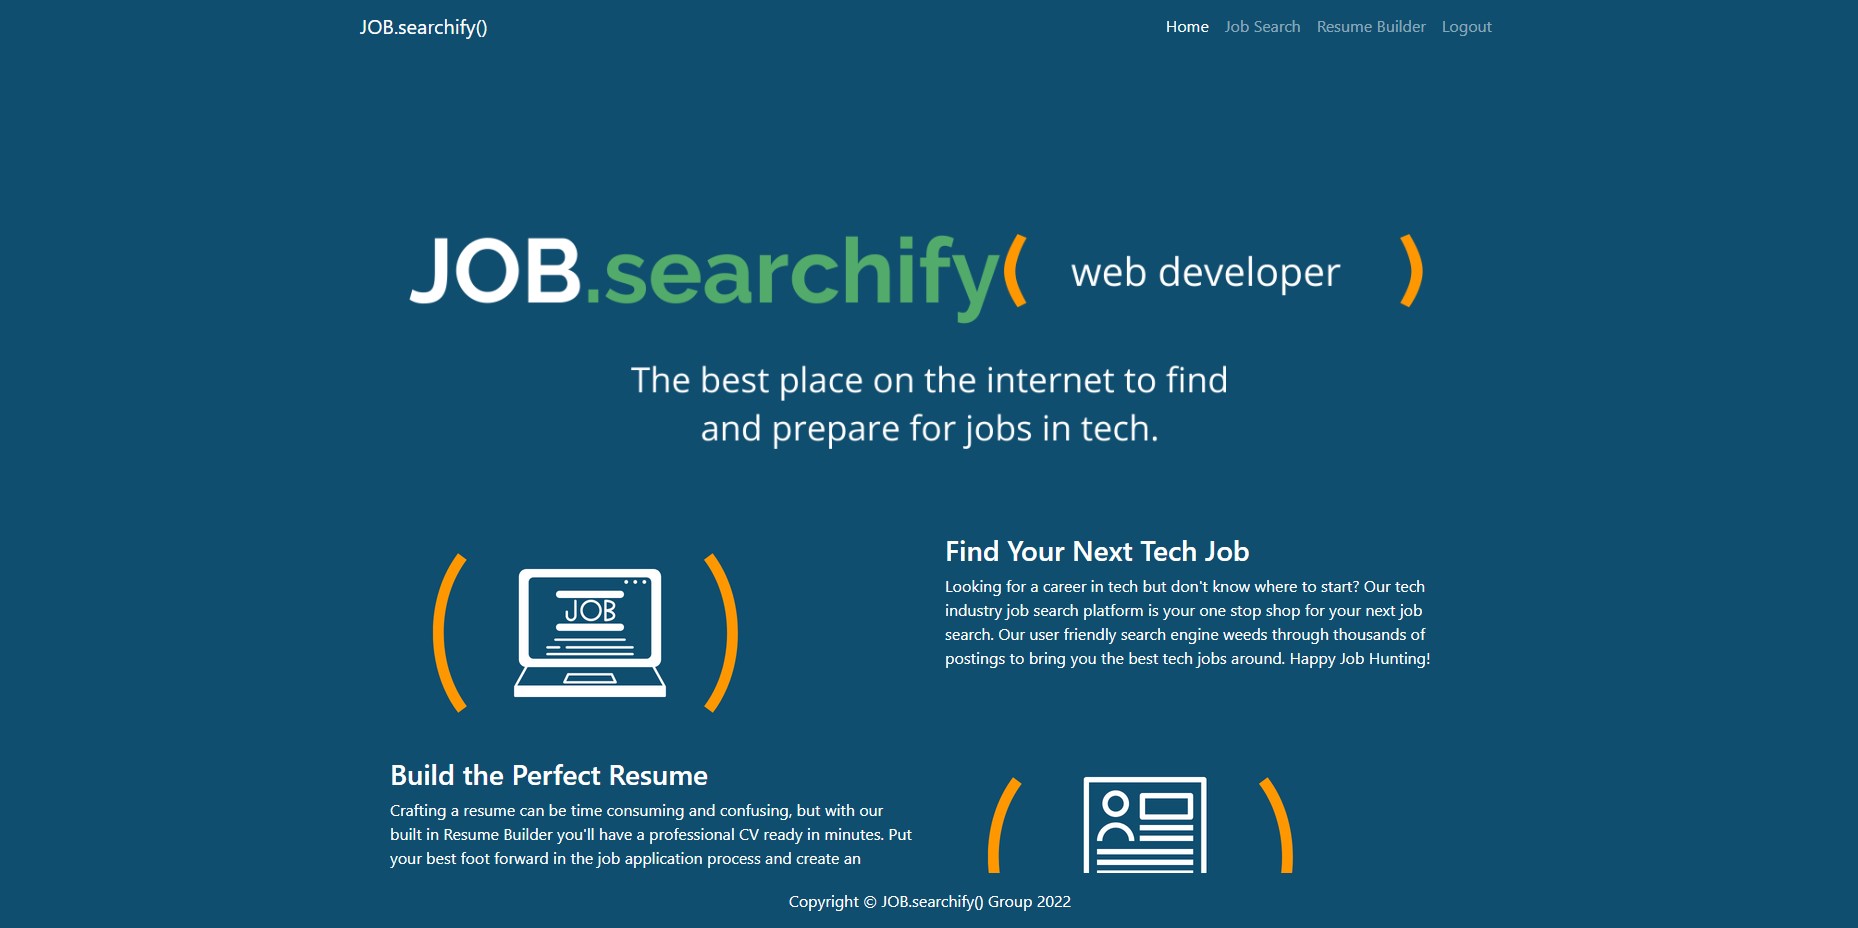 JOB.searchify()
Home Job Search Resume Builder Logout
JOB.searchify( web developer )
The best place on the internet to find
and prepare for jobs in tech.
JOB
Find Your Next Tech Job
Looking for a career in tech but don't know where to start? Our tech
industry job search platform is your one stop shop for your next job
search. Our user friendly search engine weeds through thousands of
postings to bring you the best tech jobs around. Happy Job Hunting!
Build the Perfect Resume
Crafting a resume can be time consuming and confusing, but with our
built in Resume Builder you'll have a professional CV ready in minutes. Put
your best foot forward in the job application process and create an
Copyright © JOB.searchify() Group 2022